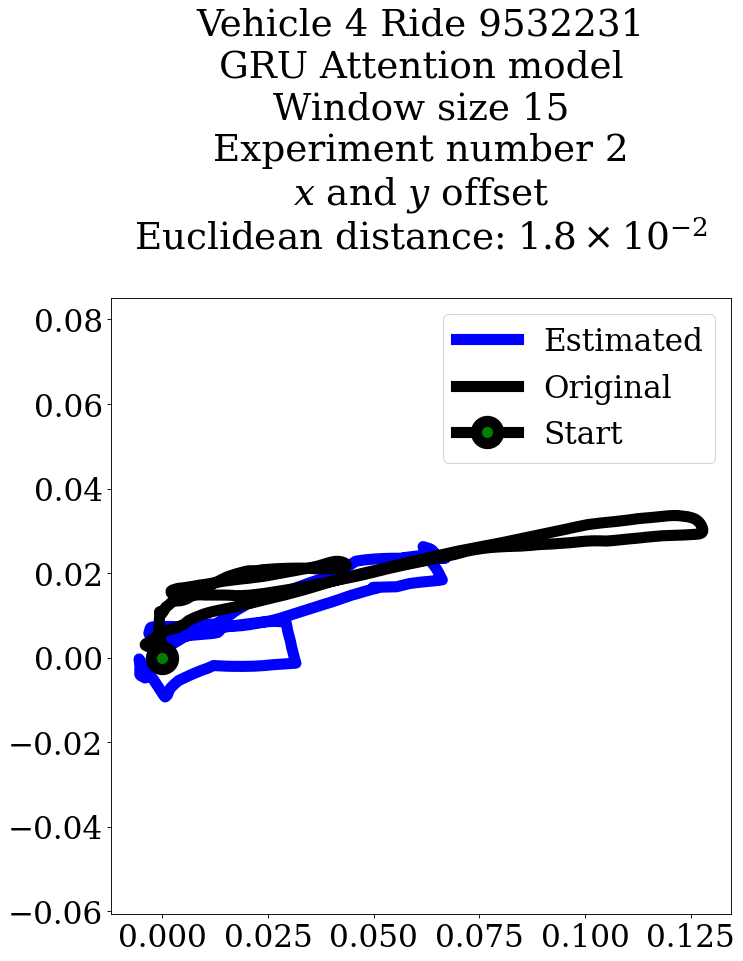 Vehicle 4 Ride 9532231
GRU Attention model
Window size 15
Experiment number 2
x and y offset
Euclidean distance: 1.8 × 10⁻²
Estimated
Original
Start
0.08
0.06
0.04
0.02
0.00
−0.02
−0.04
−0.06
0.000 0.025 0.050 0.075 0.100 0.125